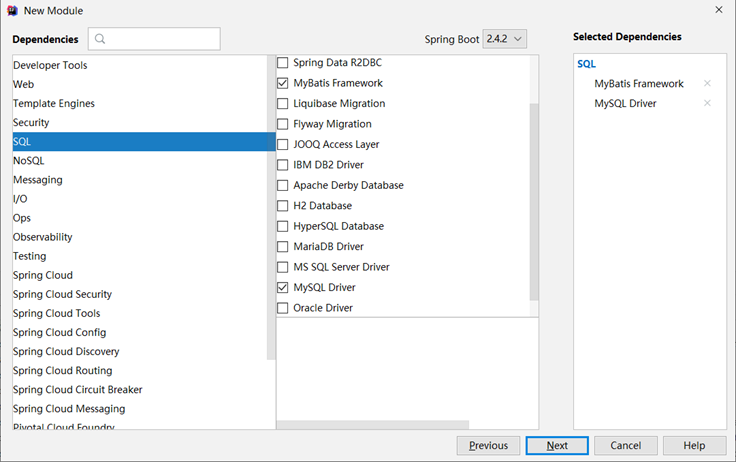 New Module
Dependencies
Spring Boot 2.4.2
Selected Dependencies
Developer Tools
Web
Template Engines
Security
SQL
NoSQL
Messaging
I/O
Ops
Observability
Testing
Spring Cloud
Spring Cloud Security
Spring Cloud Tools
Spring Cloud Config
Spring Cloud Discovery
Spring Cloud Routing
Spring Cloud Circuit Breaker
Spring Cloud Messaging
Pivotal Cloud Foundry
Spring Data R2DBC
MyBatis Framework
Liquibase Migration
Flyway Migration
JOOQ Access Layer
IBM DB2 Driver
Apache Derby Database
H2 Database
HyperSQL Database
MariaDB Driver
MS SQL Server Driver
MySQL Driver
Oracle Driver
SQL
MyBatis Framework
MySQL Driver
Previous
Next
Cancel
Help